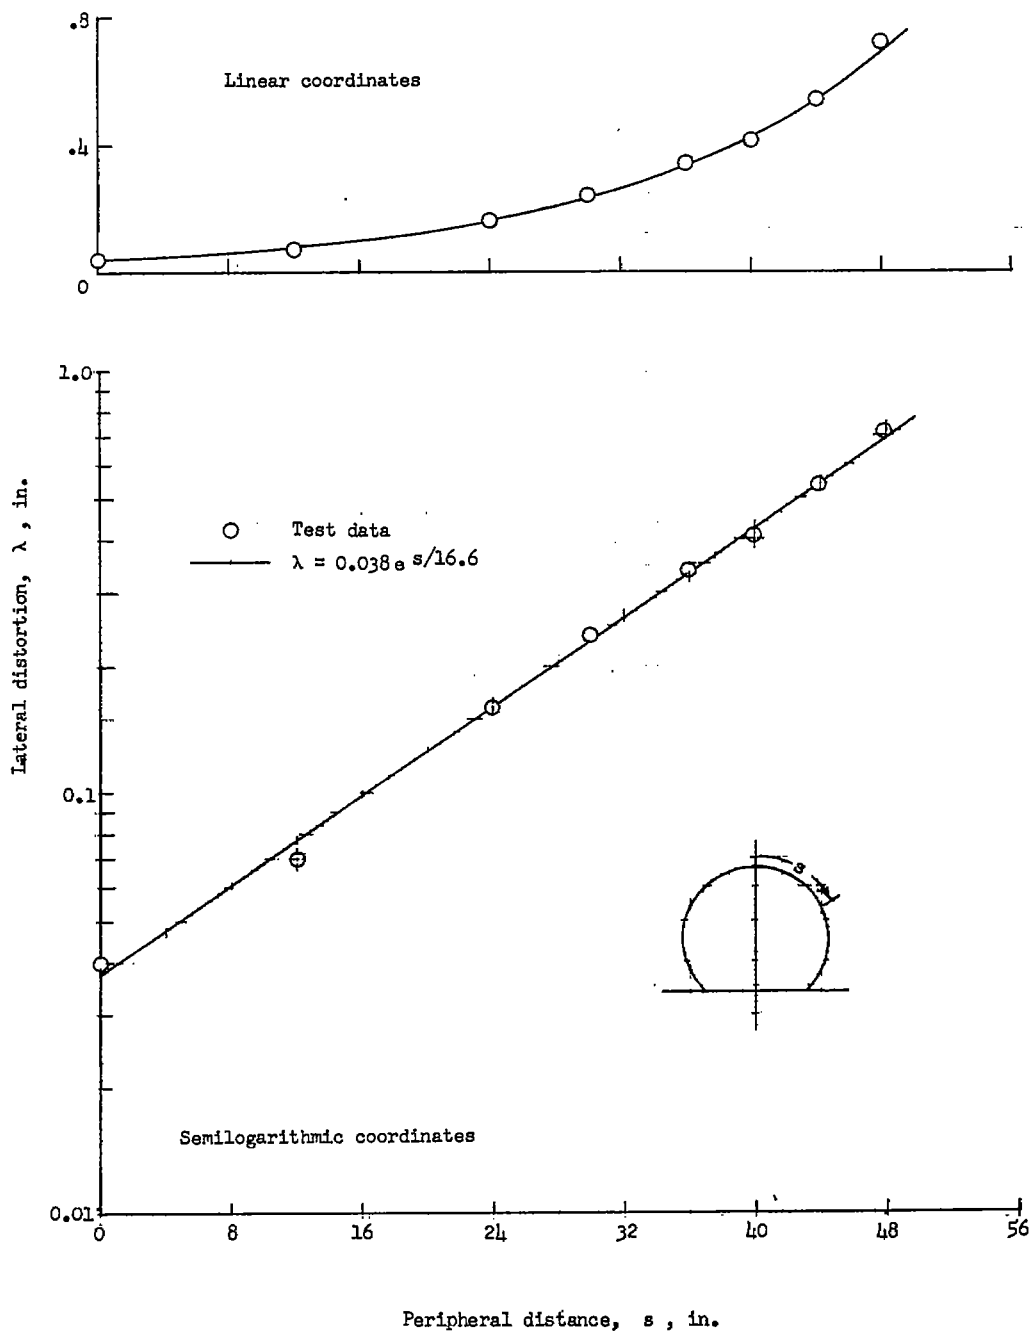 .8
Linear coordinates
.4
0
1.0
Lateral distortion, λ , in.
Test data
λ = 0.038 e s/16.6
0.1
s
Semilogarithmic coordinates
0.01
0 8 16 24 32 40 48 56
Peripheral distance, s , in.